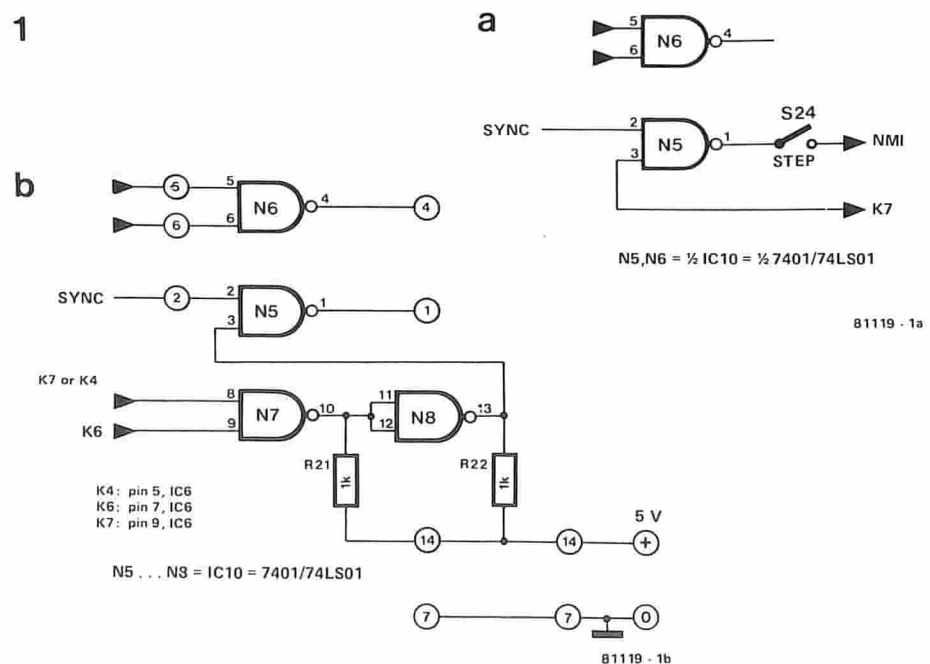 1
a
5
6
N6
4
SYNC
2
3
N5
1
S24
STEP
NMI
K7
N5,N6 = ½ IC10 = ½ 7401/74LS01
81119 - 1a
b
5
6
5
6
N6
4
4
SYNC
2
2
3
N5
1
1
K7 or K4
K6
8
9
N7
10
11
12
N8
13
R21
1k
R22
1k
K4: pin 5, IC6
K6: pin 7, IC6
K7: pin 9, IC6
14
14
5 V
+
N5 ... N8 = IC10 = 7401/74LS01
7
7
0
81119 - 1b